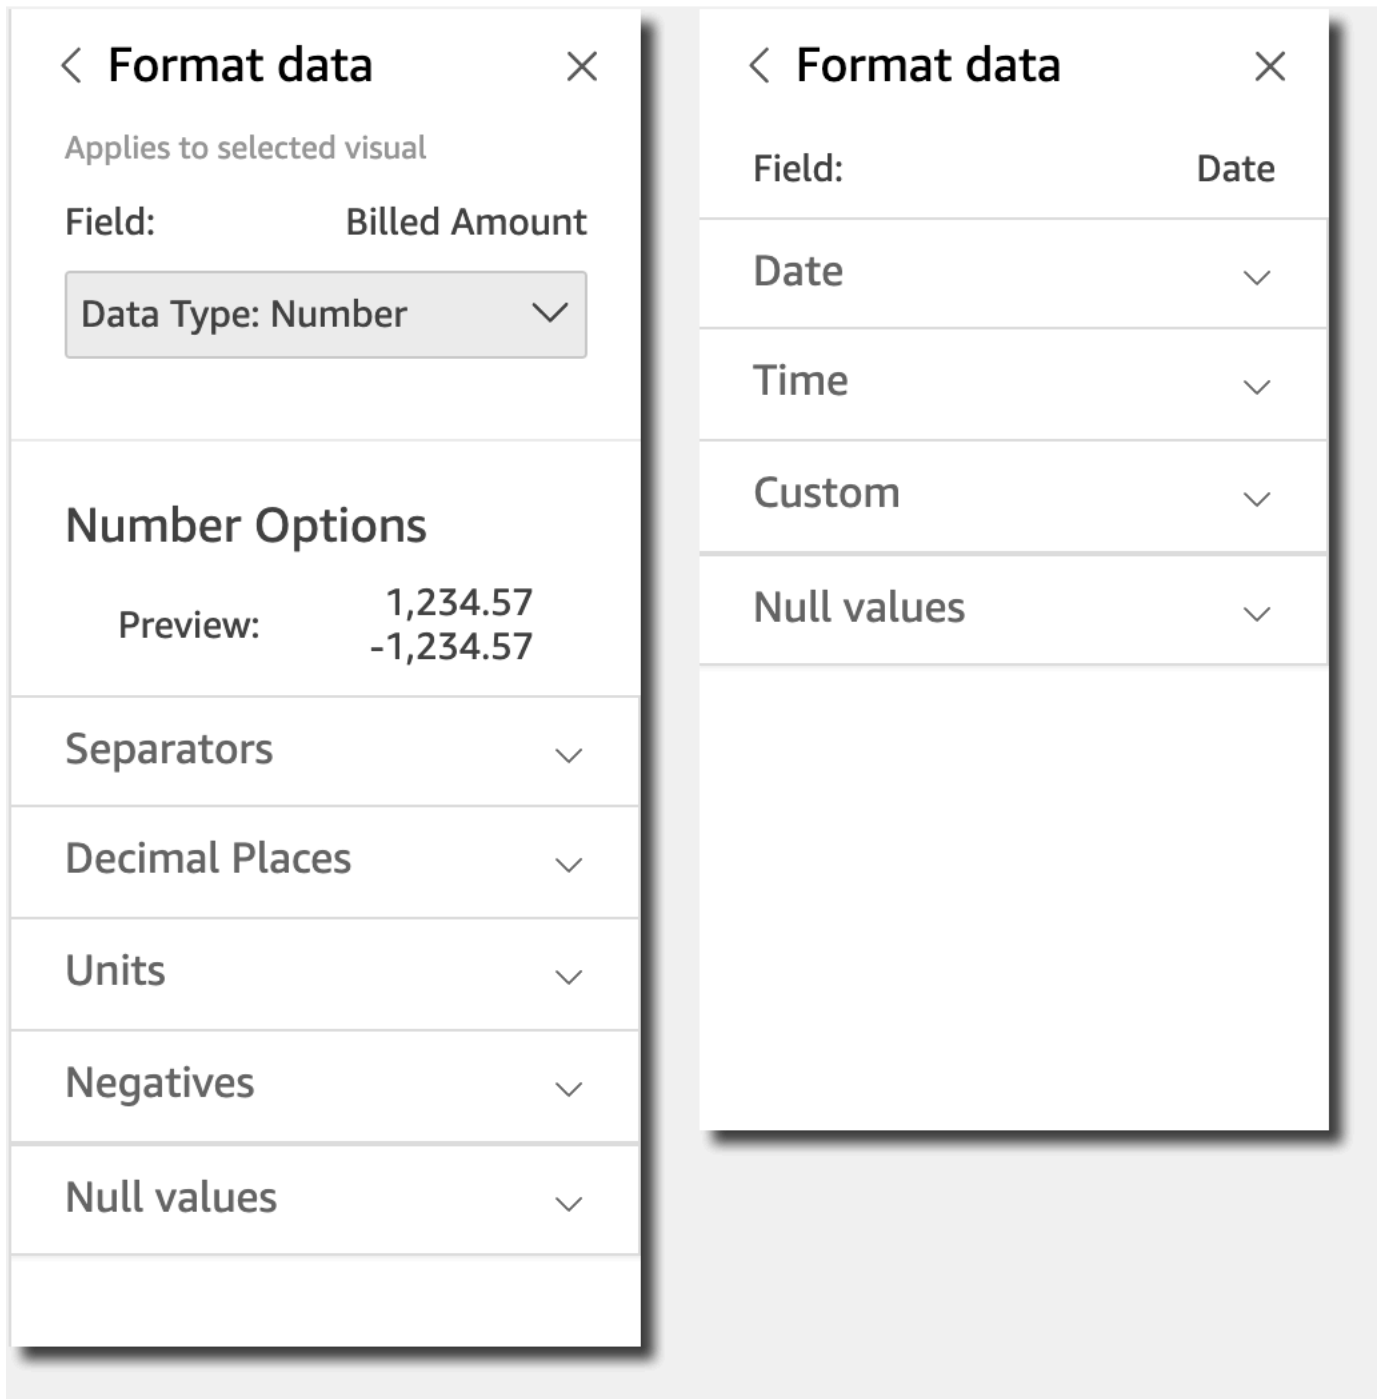 Format data
Applies to selected visual
Field: Billed Amount
Data Type: Number
Number Options
Preview: 1,234.57
-1,234.57
Separators
Decimal Places
Units
Negatives
Null values
Format data
Field: Date
Date
Time
Custom
Null values